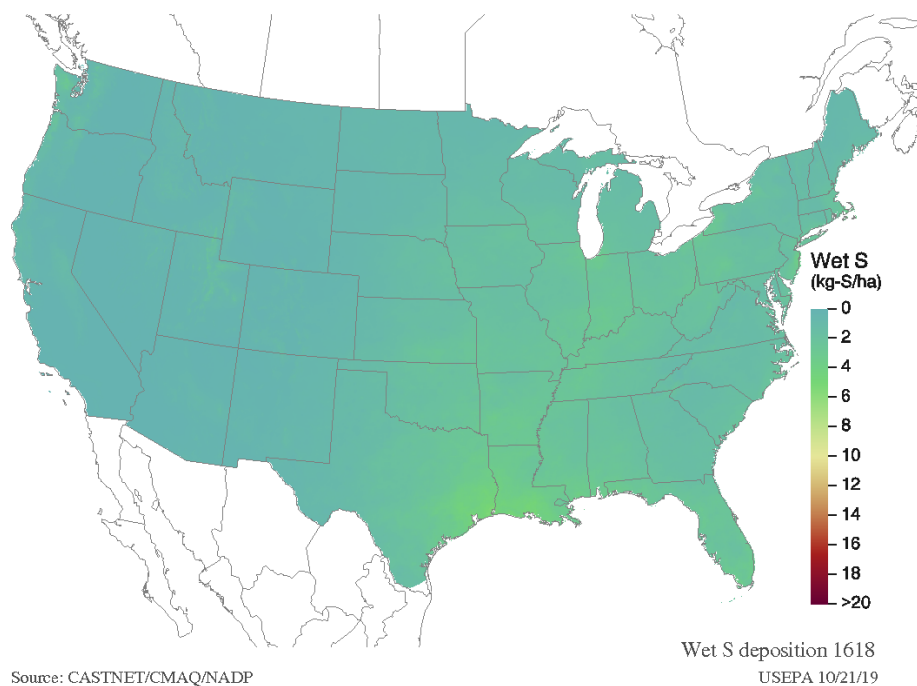 Wet S
(kg-S/ha)
0
2
4
6
8
10
12
14
16
18
>20
Wet S deposition 1618
Source: CASTNET/CMAQ/NADP
USEPA 10/21/19